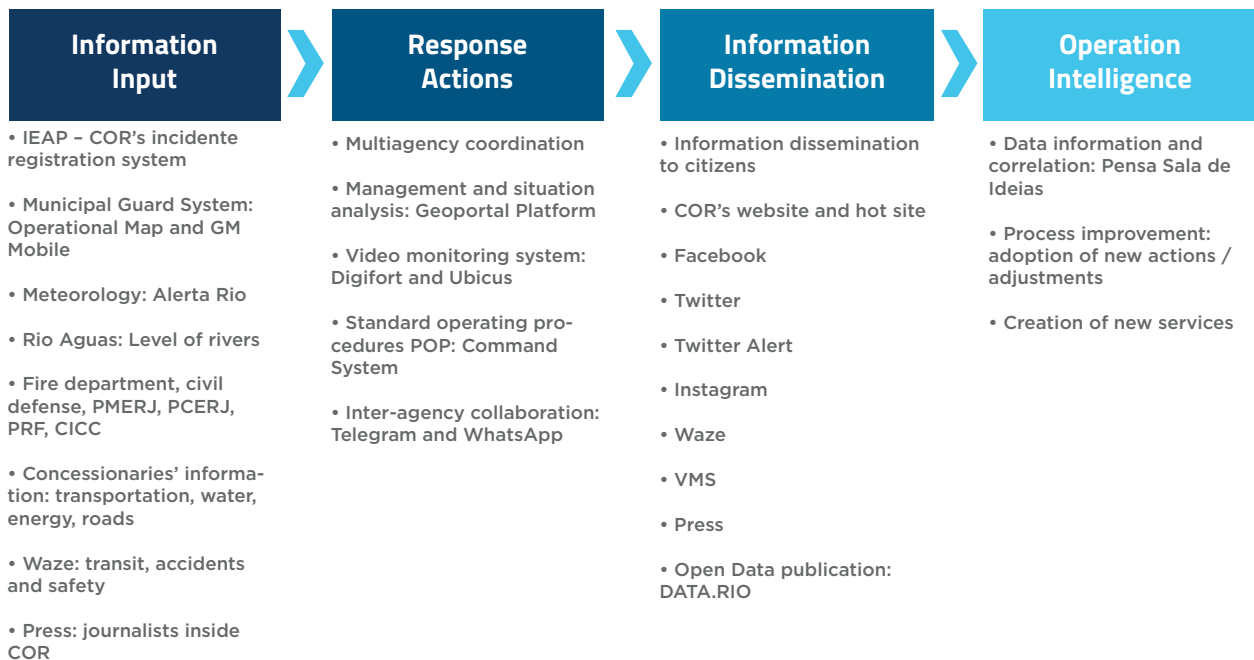 Information
Input
• IEAP – COR's incidente
registration system
• Municipal Guard System:
Operational Map and GM
Mobile
• Meteorology: Alerta Rio
• Rio Aguas: Level of rivers
• Fire department, civil
defense, PMERJ, PCERJ,
PRF, CICC
• Concessionaries' informa-
tion: transportation, water,
energy, roads
• Waze: transit, accidents
and safety
• Press: journalists inside
COR
Response
Actions
• Multiagency coordination
• Management and situation
analysis: Geoportal Platform
• Video monitoring system:
Digifort and Ubicus
• Standard operating pro-
cedures POP: Command
System
• Inter-agency collaboration:
Telegram and WhatsApp
Information
Dissemination
• Information dissemination
to citizens
• COR's website and hot site
• Facebook
• Twitter
• Twitter Alert
• Instagram
• Waze
• VMS
• Press
• Open Data publication:
DATA.RIO
Operation
Intelligence
• Data information and
correlation: Pensa Sala de
Ideias
• Process improvement:
adoption of new actions /
adjustments
• Creation of new services